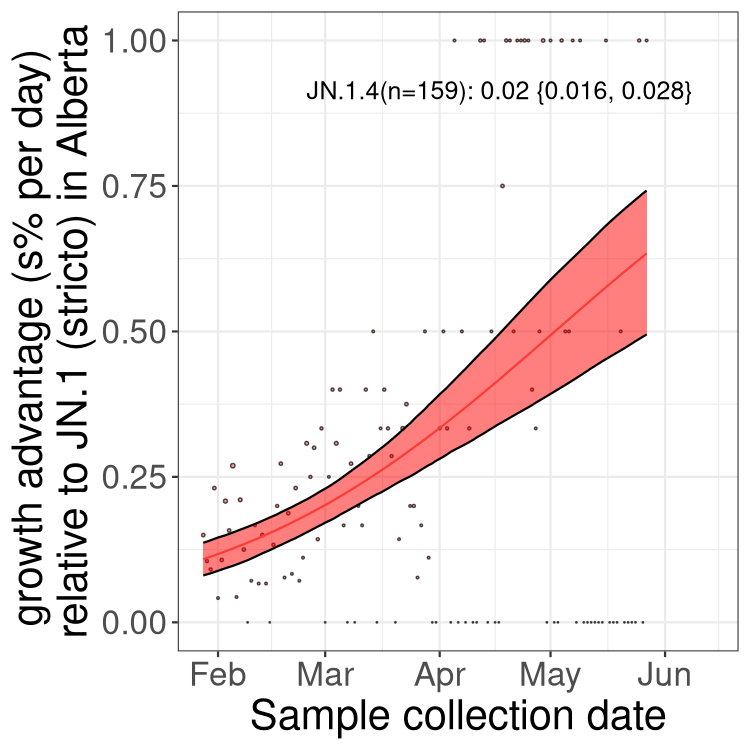 growth advantage (s% per day)
relative to JN.1 (stricto) in Alberta
1.00
0.75
0.50
0.25
0.00
JN.1.4(n=159): 0.02 {0.016, 0.028}
Feb Mar Apr May Jun
Sample collection date